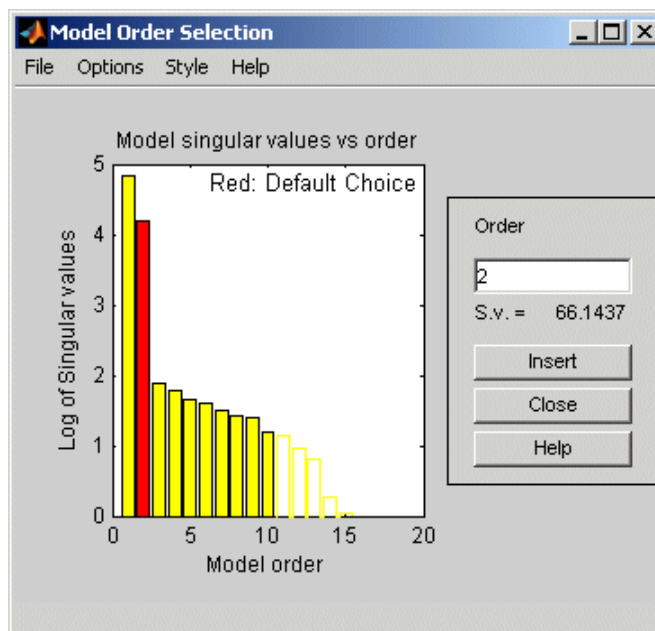 Model Order Selection
File Options Style Help
Model singular values vs order
Red: Default Choice
Log of Singular values
5
4
3
2
1
0
0 5 10 15 20
Model order
Order
2
S.v. = 66.1437
Insert
Close
Help